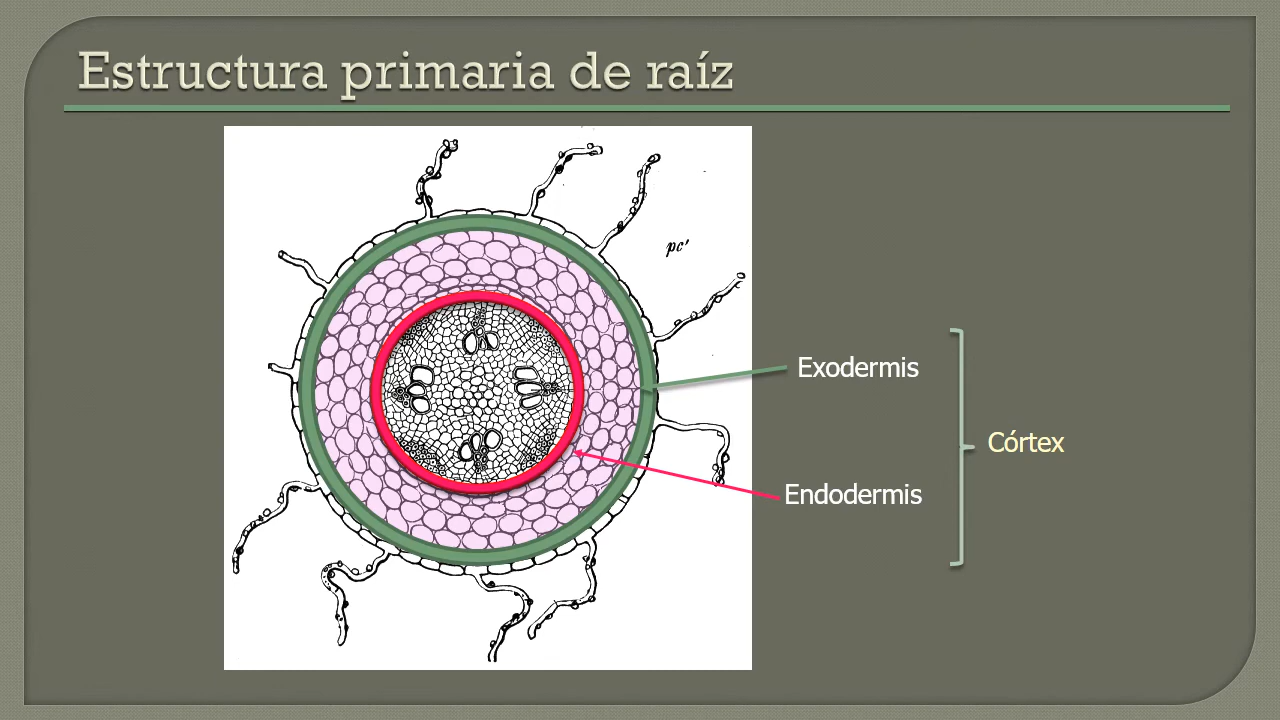 Estructura primaria de raíz
pc'
Exodermis
Córtex
Endodermis